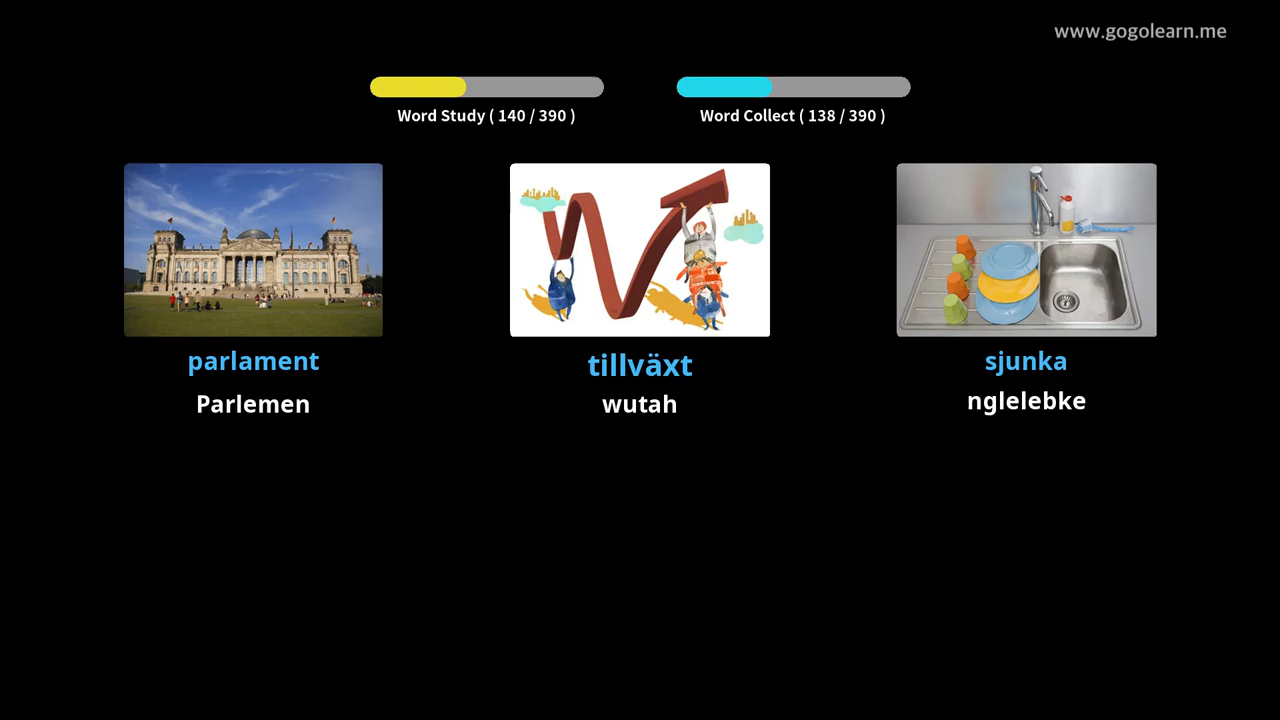 www.gogolearn.me
Word Study ( 140 / 390 )
Word Collect ( 138 / 390 )
parlament
Parlemen
tillväxt
wutah
sjunka
nglelebke